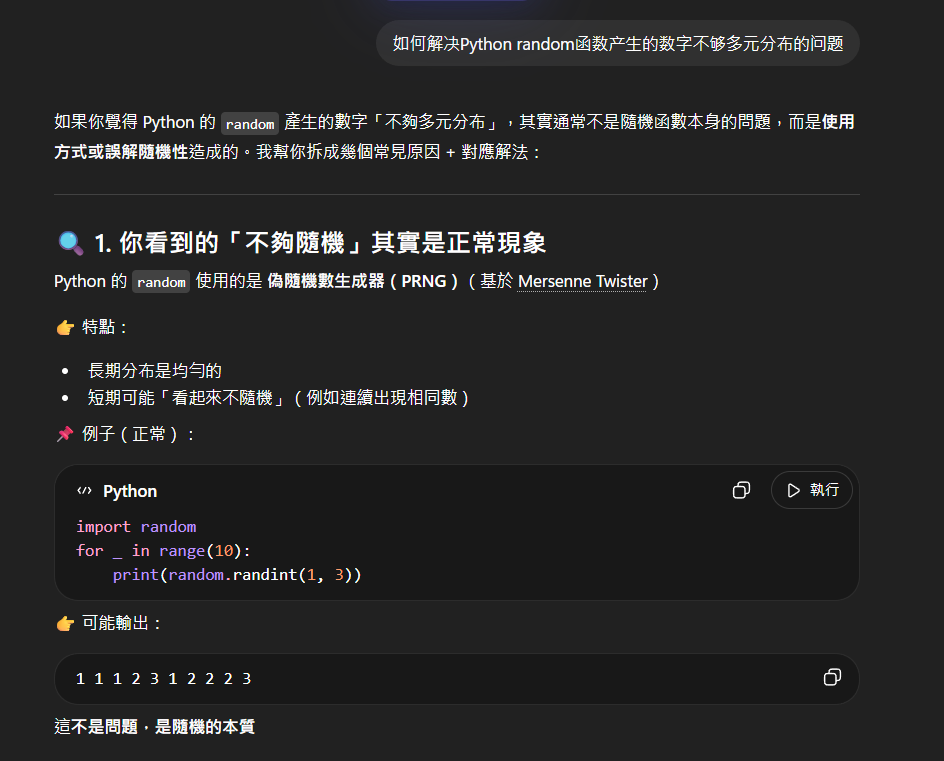 如何解决Python random函数产生的数字不够多元分布的问题
如果你覺得 Python 的 random 產生的數字「不夠多元分布」，其實通常不是隨機函數本身的問題，而是使用
方式或誤解隨機性造成的。我幫你拆成幾個常見原因 + 對應解法：
🔍 1. 你看到的「不夠隨機」其實是正常現象
Python 的 random 使用的是 偽隨機數生成器（PRNG）（基於 Mersenne Twister）
👉 特點：
• 長期分布是均勻的
• 短期可能「看起來不隨機」（例如連續出現相同數）
📌 例子（正常）：
</> Python
執行
import random
for _ in range(10):
    print(random.randint(1, 3))
👉 可能輸出：
1 1 1 2 3 1 2 2 2 3
這不是問題，是隨機的本質